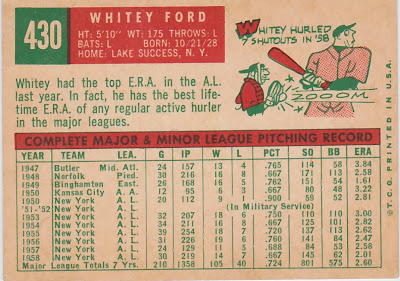 430
WHITEY FORD
HT: 5'10" WT: 175 THROWS: L
BATS: L BORN: 10/21/28
HOME: LAKE SUCCESS, N. Y.
Whitey had the top E.R.A. in the A.L.
last year. In fact, he has the best life-
time E.R.A. of any regular active hurler
in the major leagues.
WHITEY HURLED
7 SHUTOUTS IN '58
ZOOOM
COMPLETE MAJOR & MINOR LEAGUE PITCHING RECORD
YEAR TEAM LEA. G IP W L PCT. SO BB ERA
1947 Butler Mid. Atl. 24 157 13 4 .765 114 58 3.84
1948 Norfolk Pied. 30 216 16 8 .667 171 113 2.58
1949 Binghamton East. 26 168 16 5 .762 151 54 1.61
1950 Kansas City A. A. 12 95 6 3 .667 80 48 3.22
1950 New York A. L. 20 112 9 1 .900 59 52
'52 New York A. L. (In Military Service)
1953 New York A. L. 207 18 6 .750 110 110 3.00
1954 New York A. L. 34 211 16 8 .667 125 101 2.82
1955 New York A. L. 39 254 18 7 .720 137 113 2.62
1956 New York A. L. 31 226 19 6 .760 141 84 2.47
1957 New York A. L. 24 129 11 5 .688 84 53
1958 New York A. L. 30 219 14 7 .667 145 62 2.01
Major League Totals 7 Yrs. 210 1358 105 40 .724 801 575 2.60
© T.C.G. PRINTED IN U.S.A.